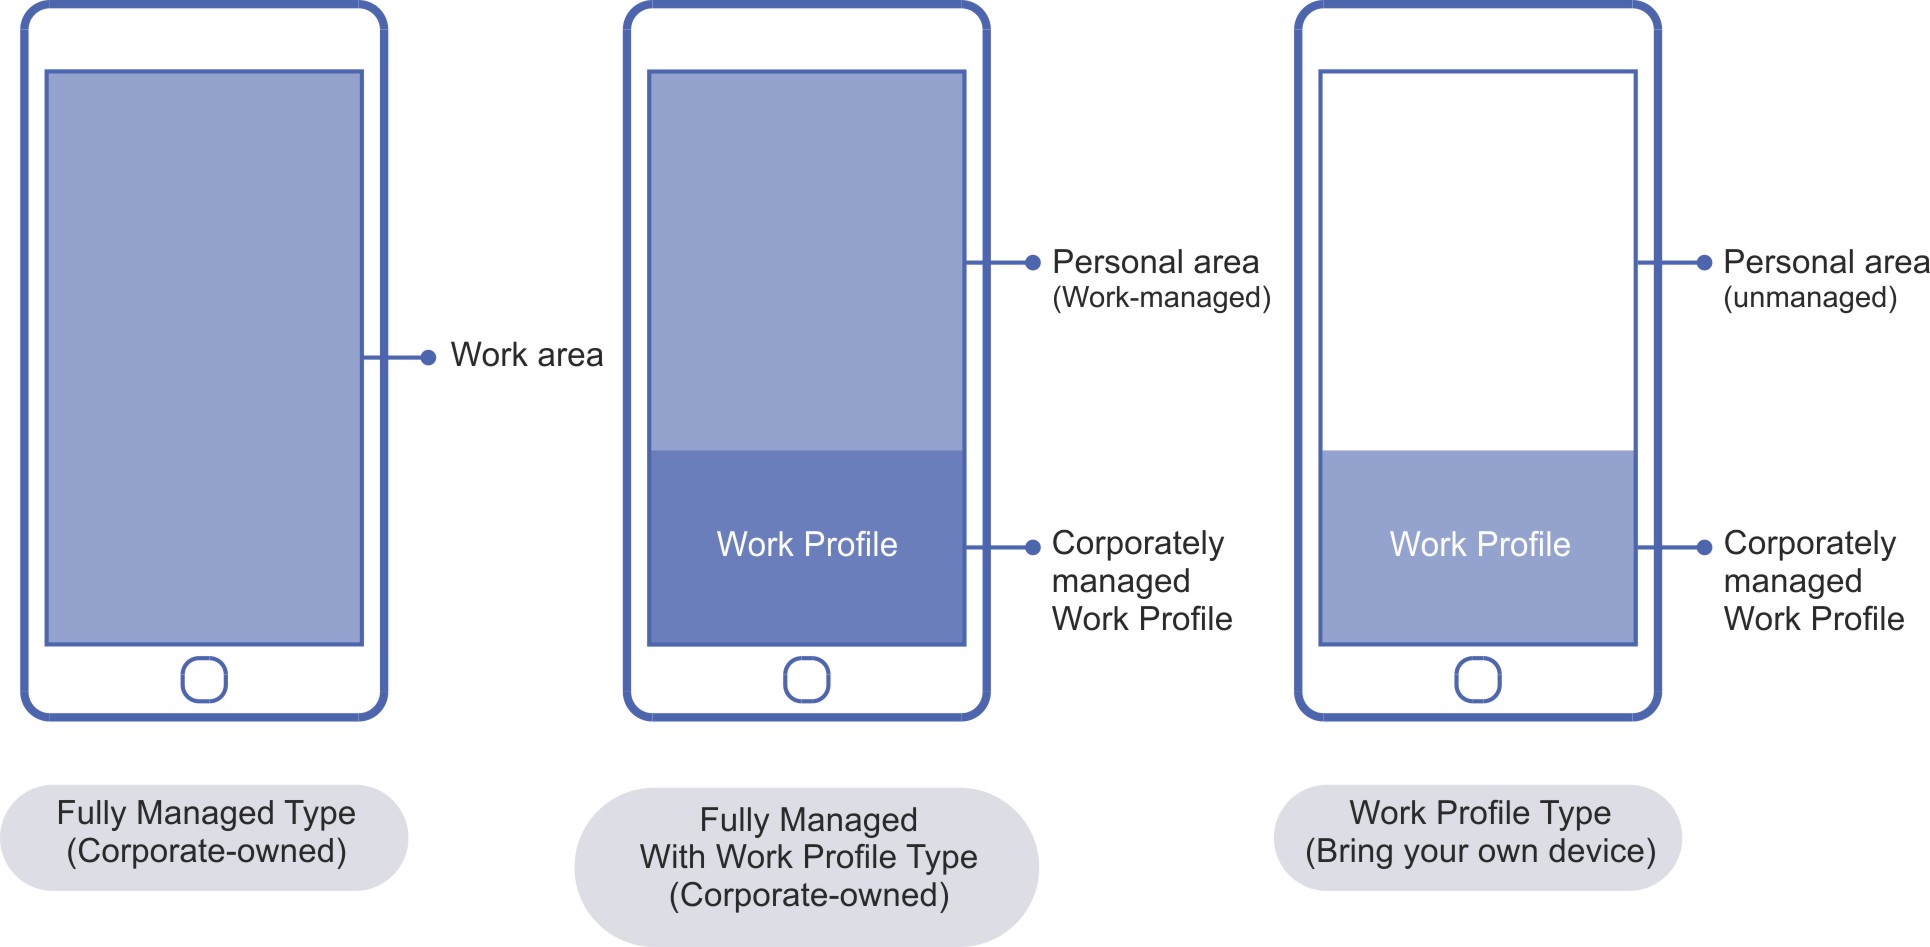 Work area
Personal area
(Work-managed)
Work Profile
Corporately
managed
Work Profile
Personal area
(unmanaged)
Work Profile
Corporately
managed
Work Profile
Fully Managed Type
(Corporate-owned)
Fully Managed
With Work Profile Type
(Corporate-owned)
Work Profile Type
(Bring your own device)